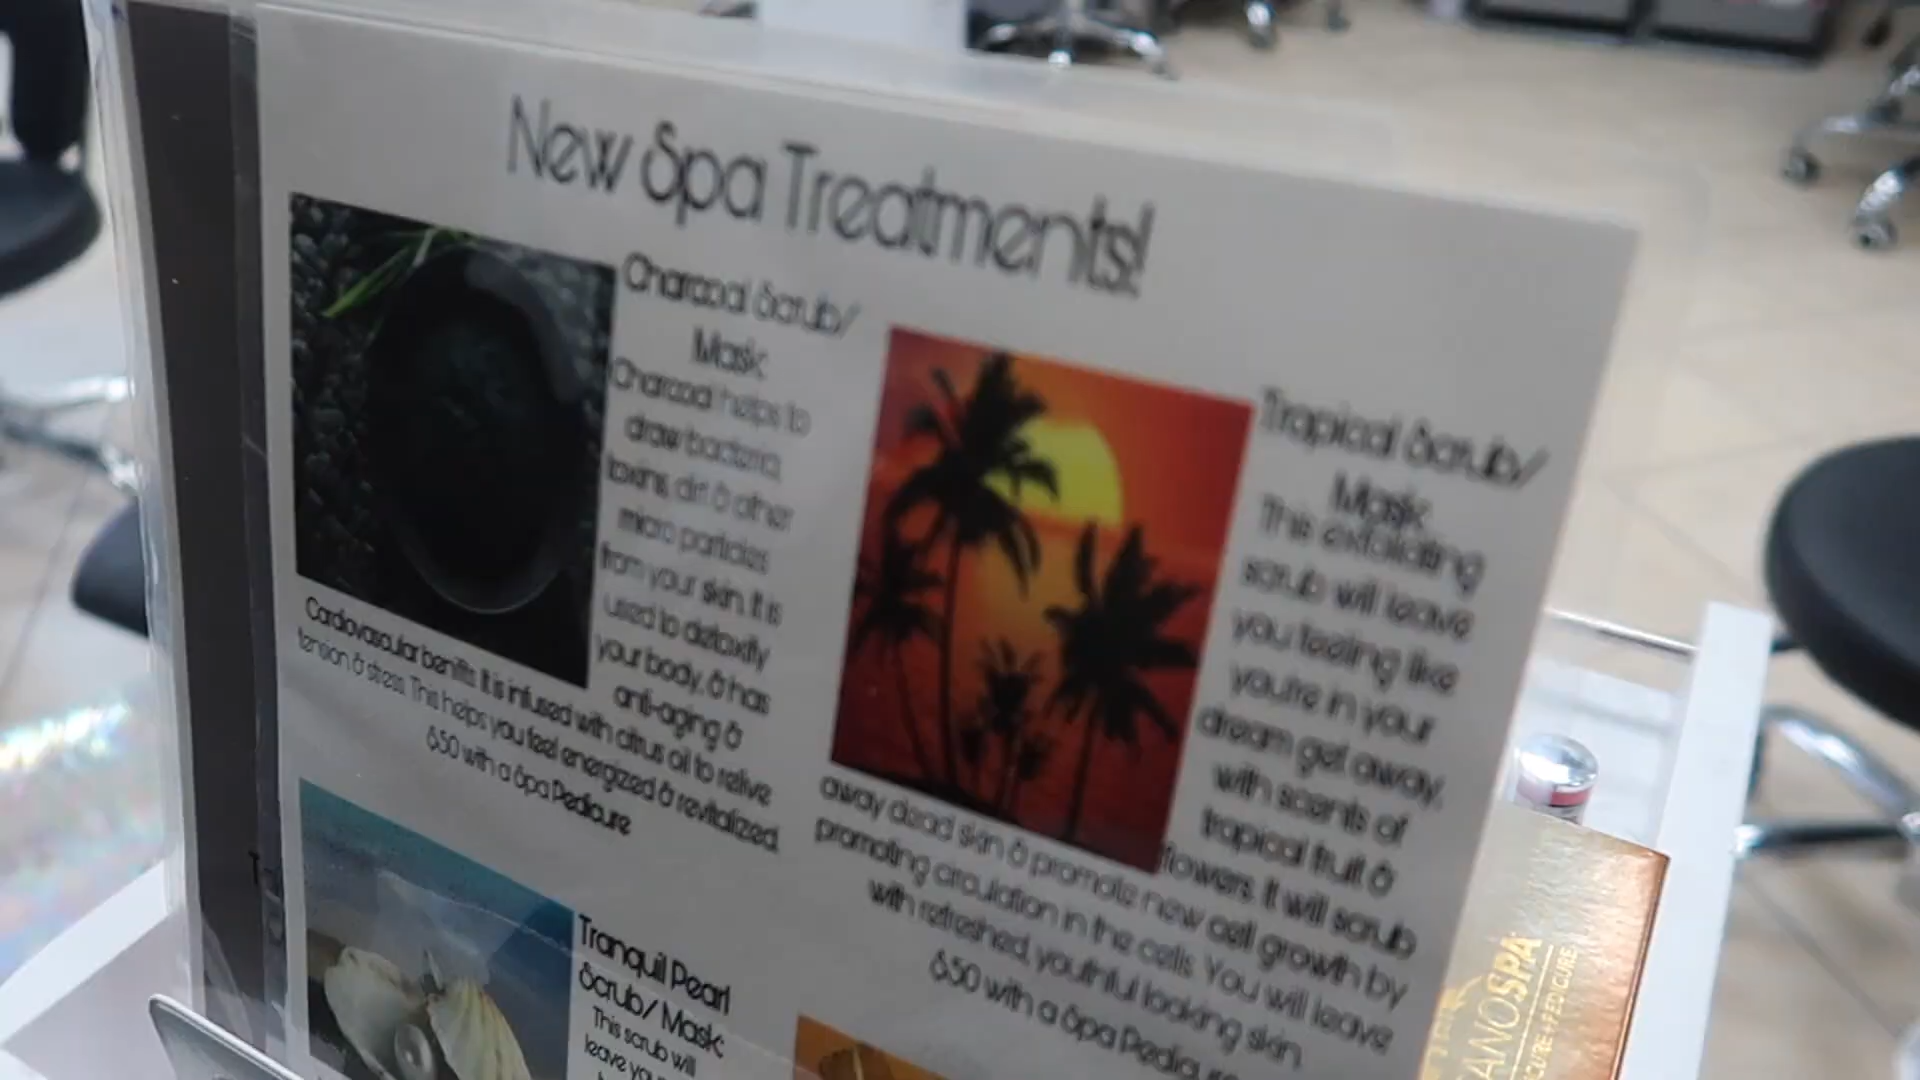 New Spa Treatments!
Charcoal Scrub/
Mask:
Charcoal helps to
draw bacteria,
toxins, dirt & other
micro particles
from your skin. It is
used to detoxify
your body, & has
anti-aging &
Cardiovascular benifits. It is infused with citrus oil to relive
tension & stress. This helps you feel energized & revitalized.
$50 with a Spa Pedicure
Tropical Scrub/
Mask:
This exfoliating
scrub will leave
you feeling like
you're in your
dream get away,
with scents of
tropical fruit &
flowers. It will scrub
away dead skin & promote new cell growth by
promoting circulation in the cells. You will leave
with refreshed, youthful looking skin.
$50 with a Spa Pedicure
Tranquil Pearl
Scrub/ Mask:
This scrub will
leave your
ANOSPA
CURE+PEDICURE